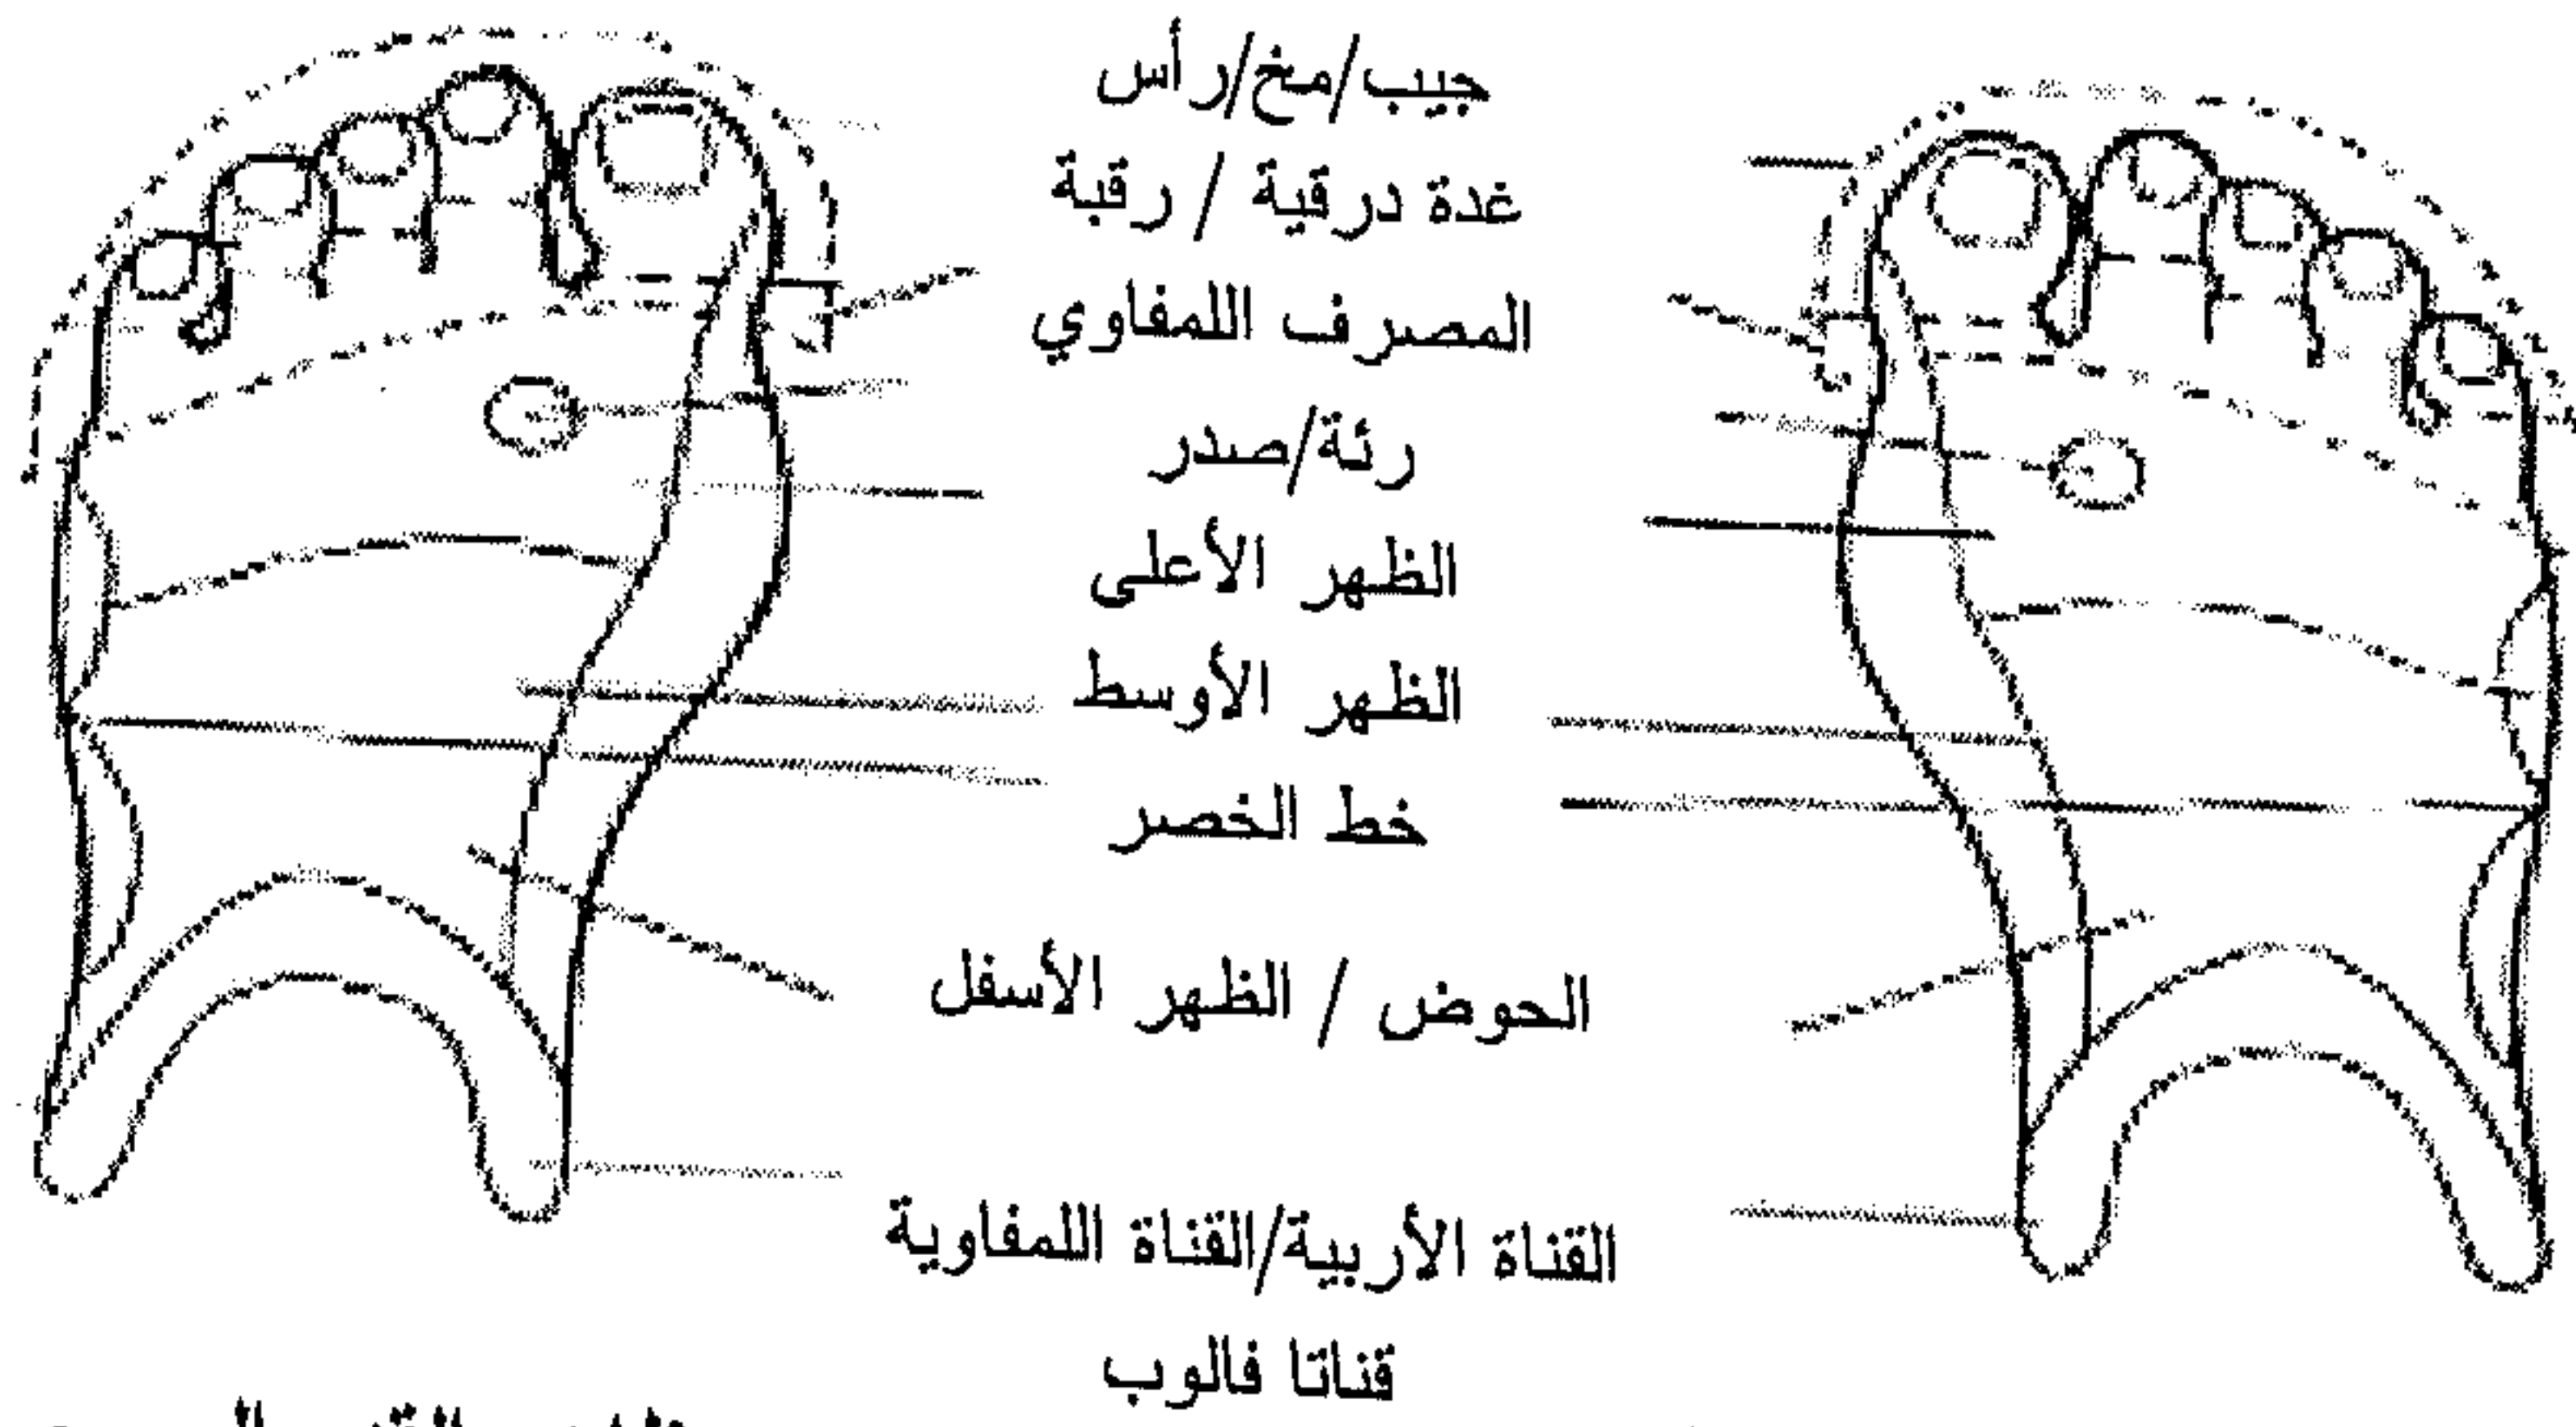 جيب/مخ/رأس
غدة درقية / رقبة
المصرف اللمفاوي
رئة/صدر
الظهر الأعلى
الظهر الأوسط
خط الخصر
الحوض / الظهر الأسفل
القناة الأربية/القناة اللمفاوية
قناتا فالوب